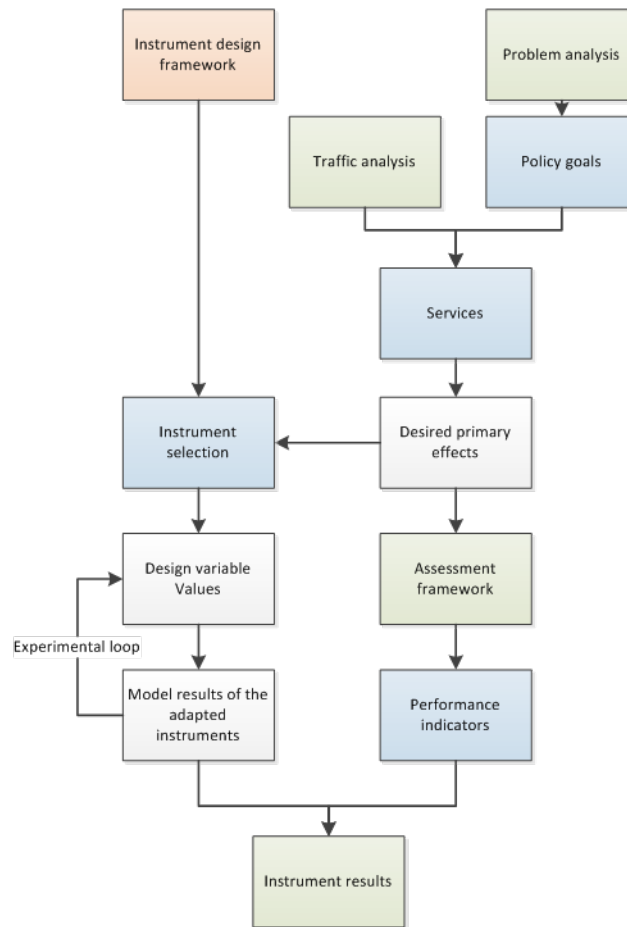 Instrument design
framework
Problem analysis
Traffic analysis
Policy goals
Services
Instrument
selection
Desired primary
effects
Design variable
Values
Assessment
framework
Experimental loop
Model results of the
adapted
instruments
Performance
indicators
Instrument results